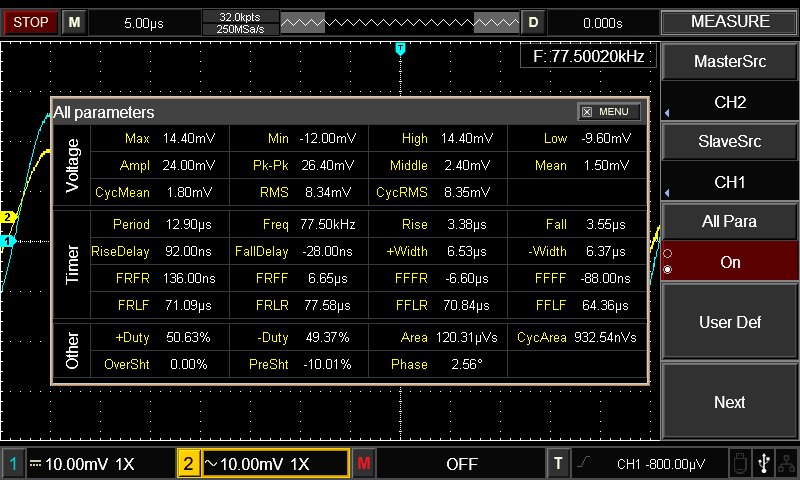 STOP M 5.00µs 32.0kpts 250MSa/s D 0.000s MEASURE
T
F: 77.50020kHz
MasterSrc
CH2
SlaveSrc
CH1
All Para
On
User Def
Next
All parameters MENU
Voltage
Max 14.40mV Min -12.00mV High 14.40mV Low -9.60mV
Ampl 24.00mV Pk-Pk 26.40mV Middle 2.40mV Mean 1.50mV
CycMean 1.80mV RMS 8.34mV CycRMS 8.35mV
Timer
Period 12.90µs Freq 77.50kHz Rise 3.38µs Fall 3.55µs
RiseDelay 92.00ns FallDelay -28.00ns +Width 6.53µs -Width 6.37µs
FRFR 136.00ns FRFF 6.65µs FFFR -6.60µs FFFF -88.00ns
FRLF 71.09µs FRLR 77.58µs FFLR 70.84µs FFLF 64.36µs
Other
+Duty 50.63% -Duty 49.37% Area 120.31µVs CycArea 932.54nVs
OverSht 0.00% PreSht -10.01% Phase 2.56°
2
1
1 10.00mV 1X 2 10.00mV 1X M OFF T CH1 -800.00µV